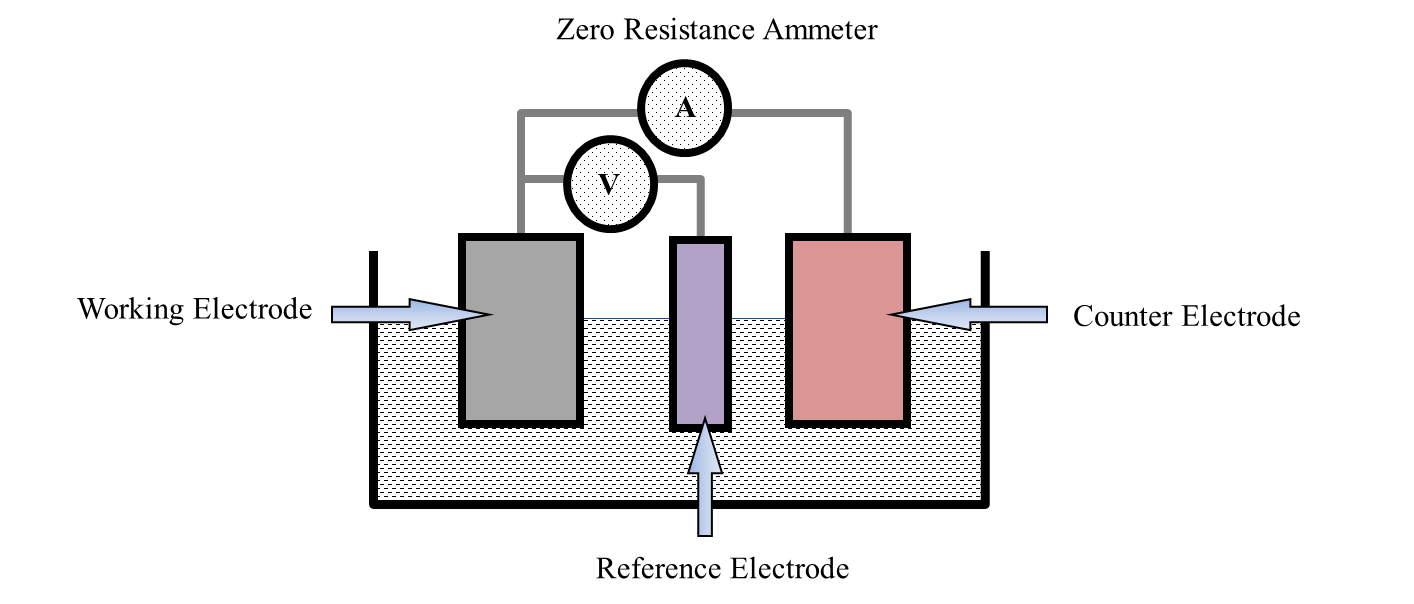 Zero Resistance Ammeter
A
V
Working Electrode
Counter Electrode
Reference Electrode